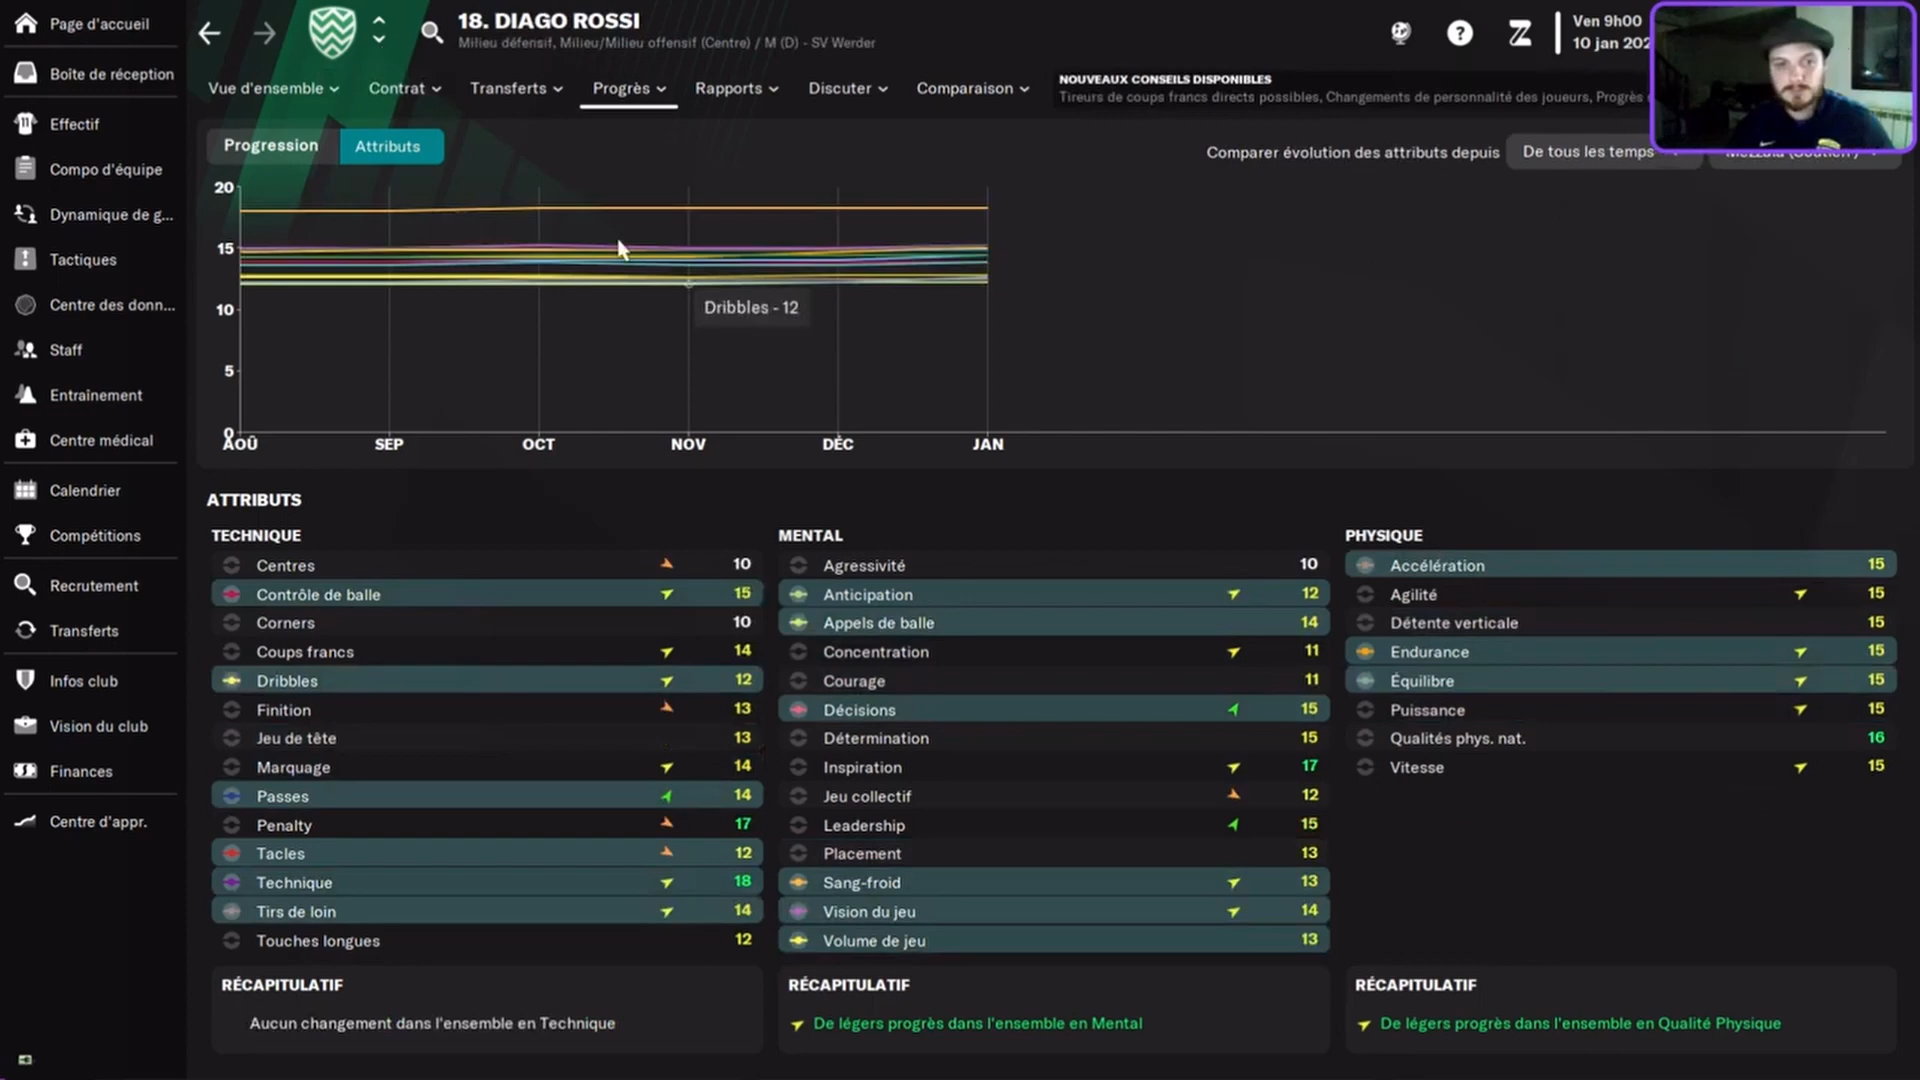 Page d'accueil
Boîte de réception
Effectif
Compo d'équipe
Dynamique de g...
Tactiques
Centre des donn...
Staff
Entraînement
Centre médical
Calendrier
Compétitions
Recrutement
Transferts
Infos club
Vision du club
Finances
Centre d'appr.
18. DIAGO ROSSI
Milieu défensif, Milieu/Milieu offensif (Centre) / M (D) - SV Werder
Ven 9h00
10 jan 202
Vue d'ensemble
Contrat
Transferts
Progrès
Rapports
Discuter
Comparaison
NOUVEAUX CONSEILS DISPONIBLES
Tireurs de coups francs directs possibles, Changements de personnalité des joueurs, Progrès
Progression
Attributs
Comparer évolution des attributs depuis
De tous les temps
Mezzala (Soutien)
20
15
10
5
0
Dribbles - 12
AOÛ
SEP
OCT
NOV
DÉC
JAN
ATTRIBUTS
TECHNIQUE
Centres 10
Contrôle de balle 15
Corners 10
Coups francs 14
Dribbles 12
Finition 13
Jeu de tête 13
Marquage 14
Passes 14
Penalty 17
Tacles 12
Technique 18
Tirs de loin 14
Touches longues 12
RÉCAPITULATIF
Aucun changement dans l'ensemble en Technique
MENTAL
Agressivité 10
Anticipation 12
Appels de balle 14
Concentration 11
Courage 11
Décisions 15
Détermination 15
Inspiration 17
Jeu collectif 12
Leadership 15
Placement 13
Sang-froid 13
Vision du jeu 14
Volume de jeu 13
RÉCAPITULATIF
De légers progrès dans l'ensemble en Mental
PHYSIQUE
Accélération 15
Agilité 15
Détente verticale 15
Endurance 15
Équilibre 15
Puissance 15
Qualités phys. nat. 16
Vitesse 15
RÉCAPITULATIF
De légers progrès dans l'ensemble en Qualité Physique